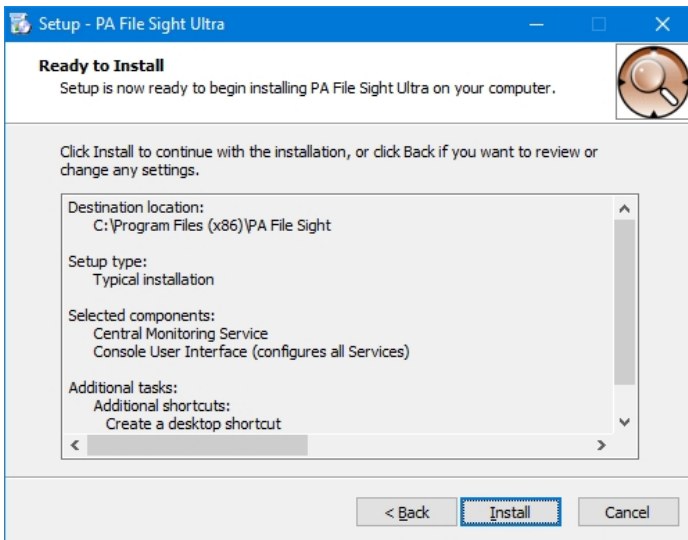 Setup - PA File Sight Ultra
Ready to Install
Setup is now ready to begin installing PA File Sight Ultra on your computer.
Click Install to continue with the installation, or click Back if you want to review or
change any settings.
Destination location:
C:\Program Files (x86)\PA File Sight
Setup type:
Typical installation
Selected components:
Central Monitoring Service
Console User Interface (configures all Services)
Additional tasks:
Additional shortcuts:
Create a desktop shortcut
< Back
Install
Cancel